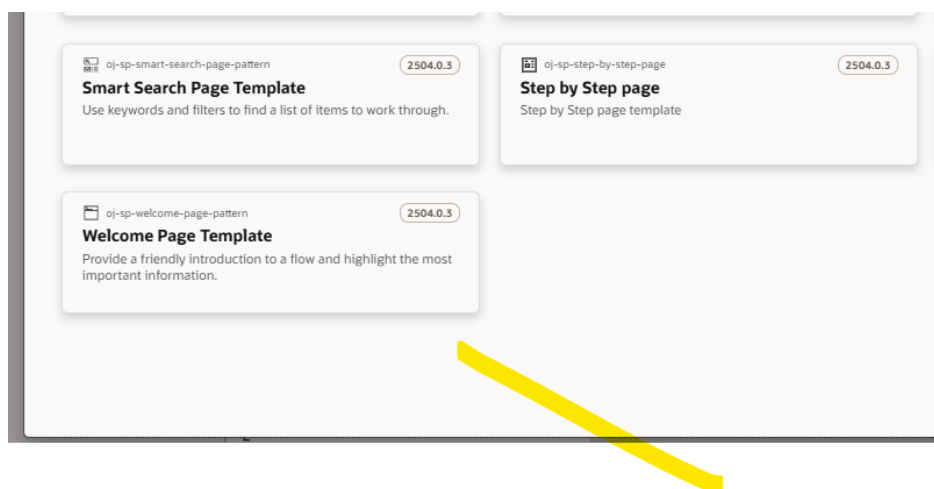 oj-sp-smart-search-page-pattern 2504.0.3
Smart Search Page Template
Use keywords and filters to find a list of items to work through.
oj-sp-step-by-step-page 2504.0.3
Step by Step page
Step by Step page template
oj-sp-welcome-page-pattern 2504.0.3
Welcome Page Template
Provide a friendly introduction to a flow and highlight the most
important information.